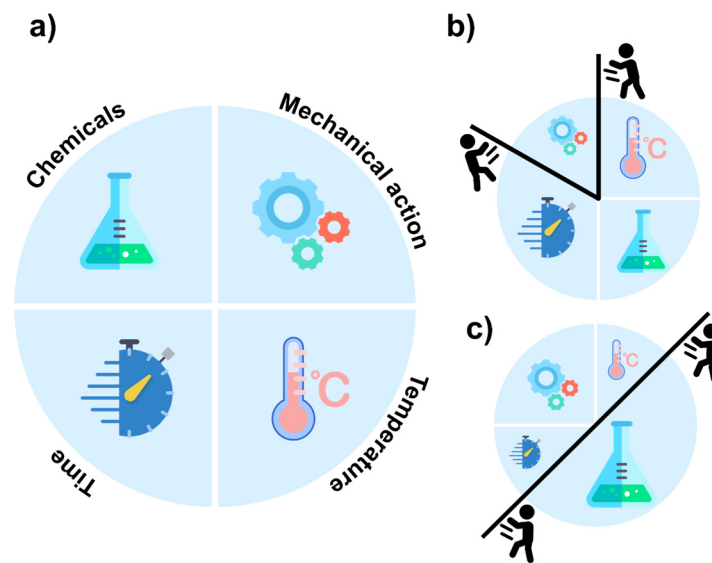 a)
Chemicals
Mechanical action
Time
Temperature
°C
b)
°C
c)
°C